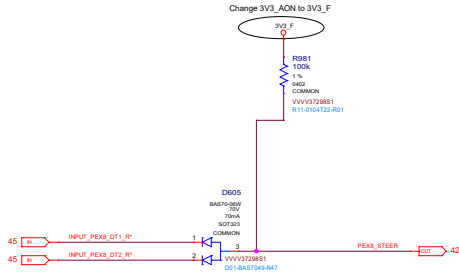 Change 3V3_AON to 3V3_F
3V3_F
R981
100k
1 %
0402
COMMON
VVVV37298S1
R11-0104T22-R01
D605
BAS70-06W
70V
70mA
SOT323
COMMON
45 IN INPUT_PEX8_DT1_R* 1
3 PEX8_STEER OUT 42
45 IN INPUT_PEX8_DT2_R* 2
VVVV37298S1
D01-BAS7049-N47